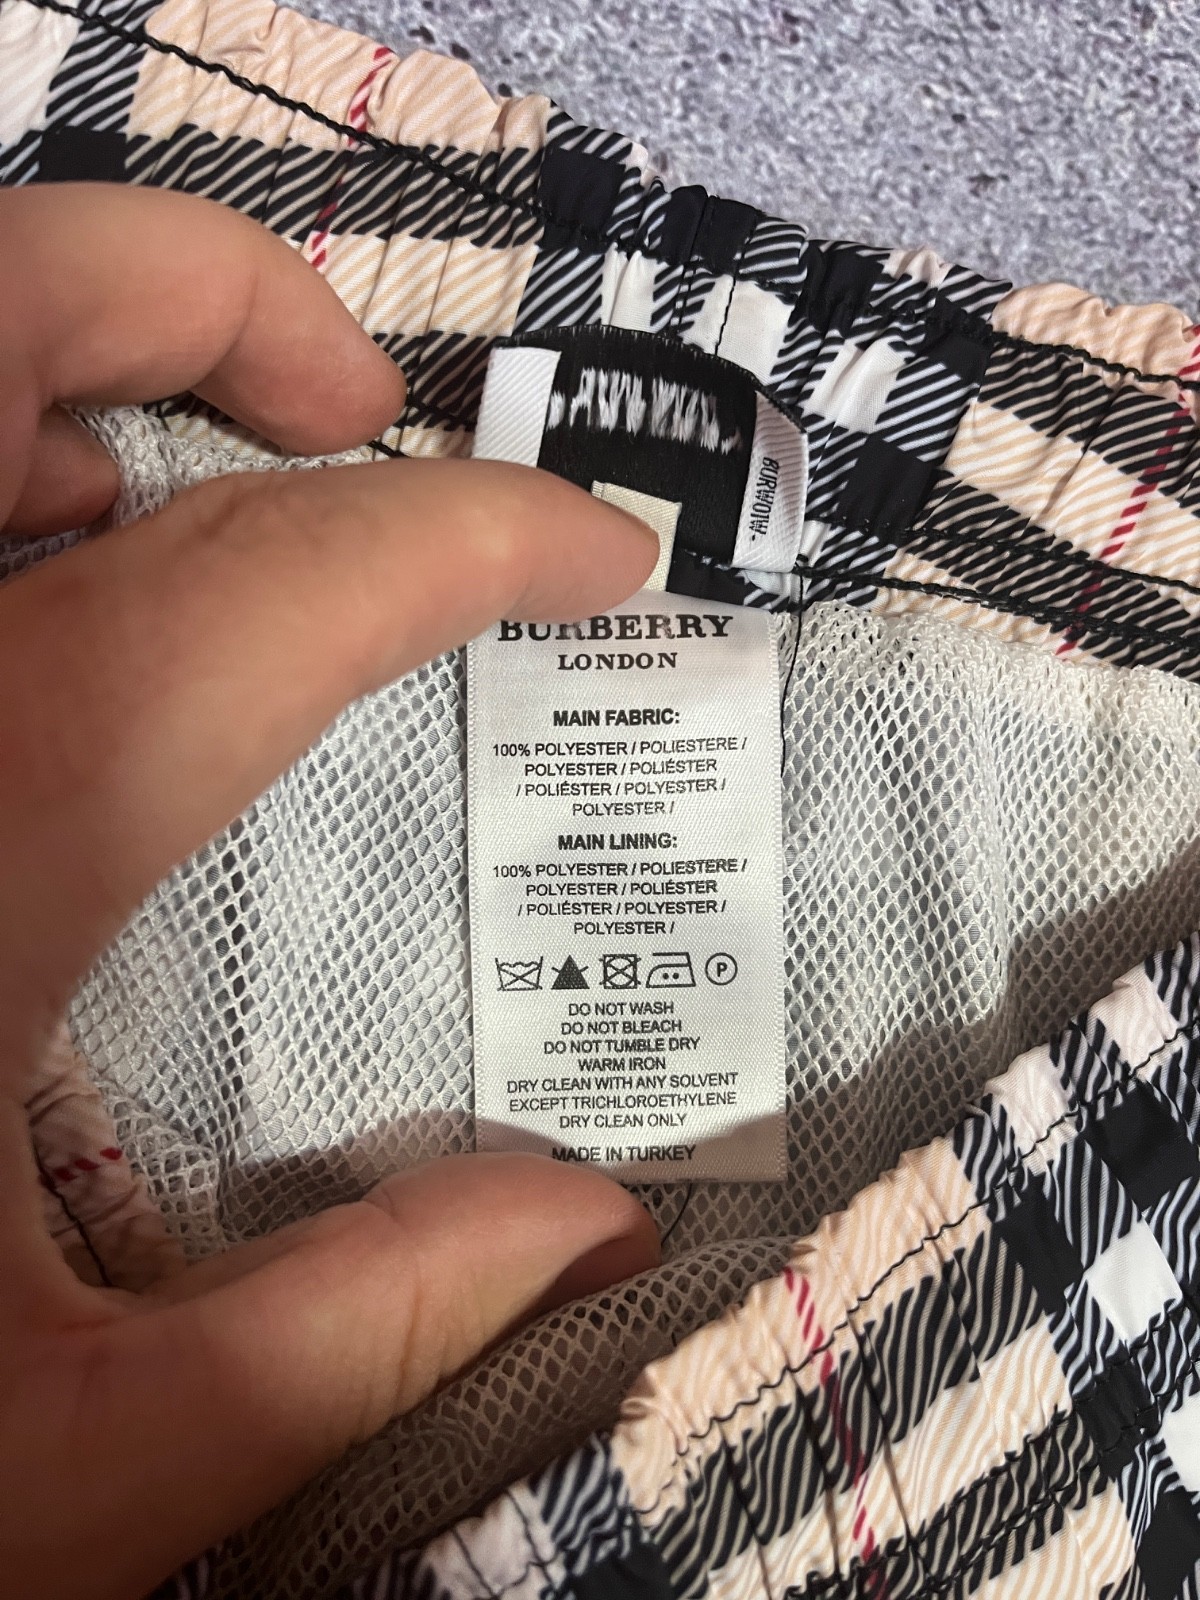 BURWOIW.
BURBERRY
LONDON
MAIN FABRIC:
100% POLYESTER / POLIESTERE /
POLYESTER / POLIÉSTER
/ POLIÉSTER / POLYESTER /
POLYESTER /
MAIN LINING:
100% POLYESTER / POLIESTERE /
POLYESTER / POLIÉSTER
/ POLIÉSTER / POLYESTER /
POLYESTER /
P
DO NOT WASH
DO NOT BLEACH
DO NOT TUMBLE DRY
WARM IRON
DRY CLEAN WITH ANY SOLVENT
EXCEPT TRICHLOROETHYLENE
DRY CLEAN ONLY
MADE IN TURKEY